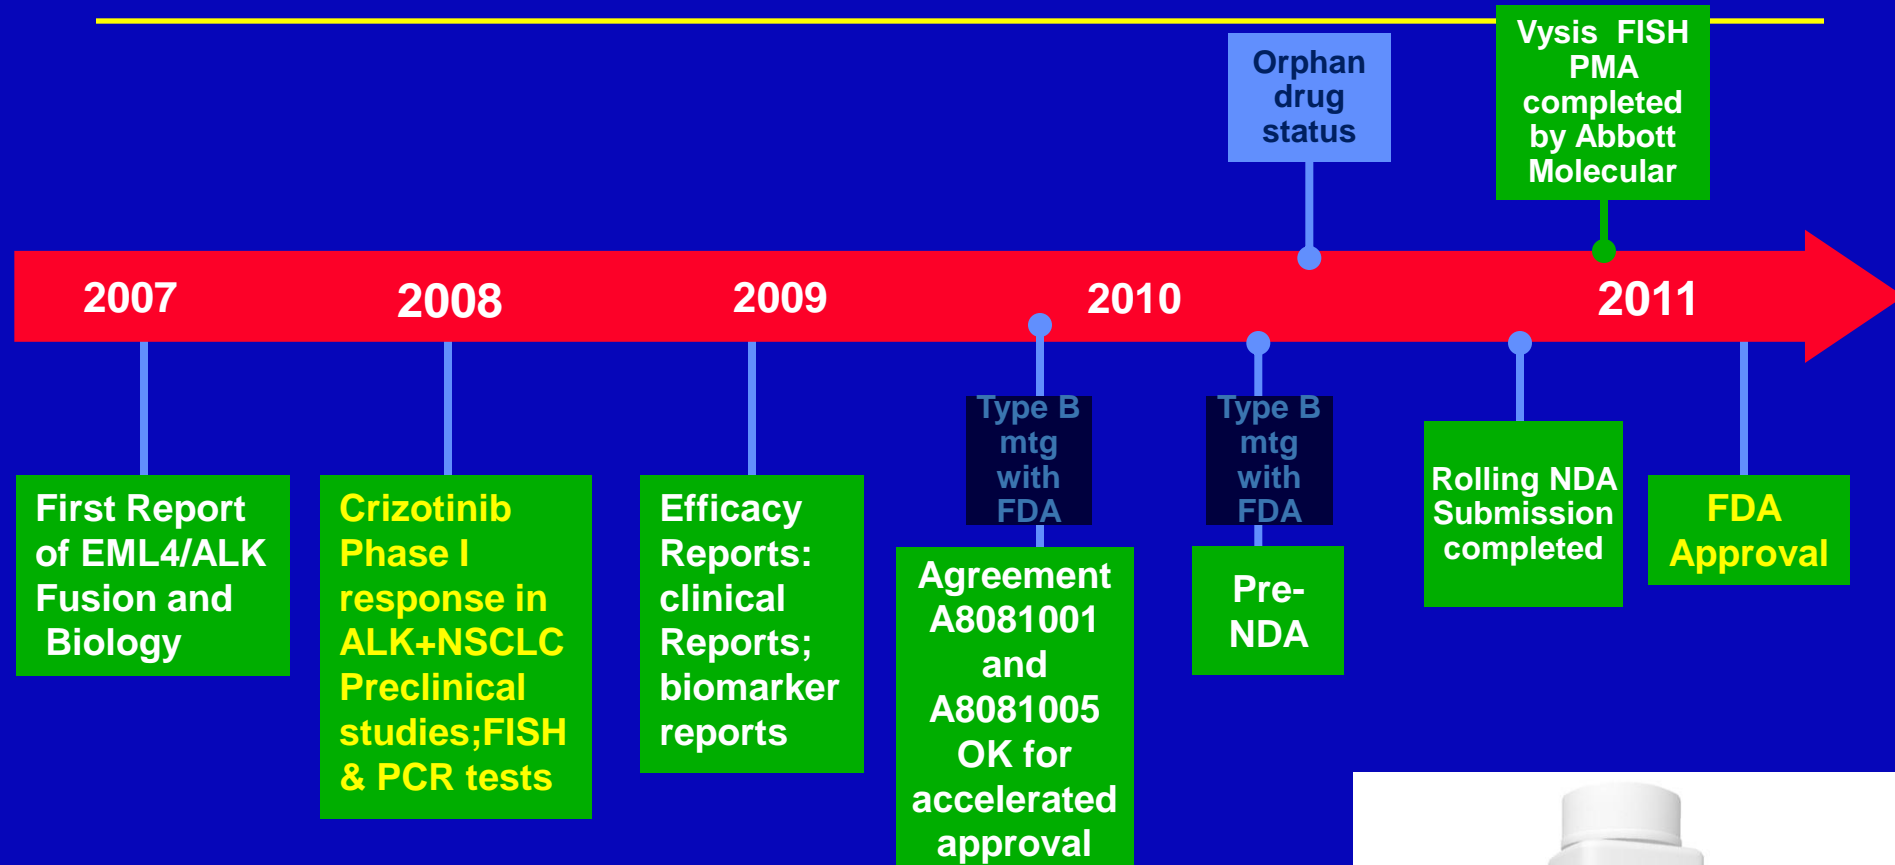 Orphan
drug
status
Vysis FISH
PMA
completed
by Abbott
Molecular
2007
2008
2009
2010
2011
First Report
of EML4/ALK
Fusion and
Biology
Crizotinib
Phase I
response in
ALK+NSCLC
Preclinical
studies;FISH
& PCR tests
Efficacy
Reports:
clinical
Reports;
biomarker
reports
Type B
mtg
with
FDA
Agreement
A8081001
and
A8081005
OK for
accelerated
approval
Type B
mtg
with
FDA
Pre-
NDA
Rolling NDA
Submission
completed
FDA
Approval